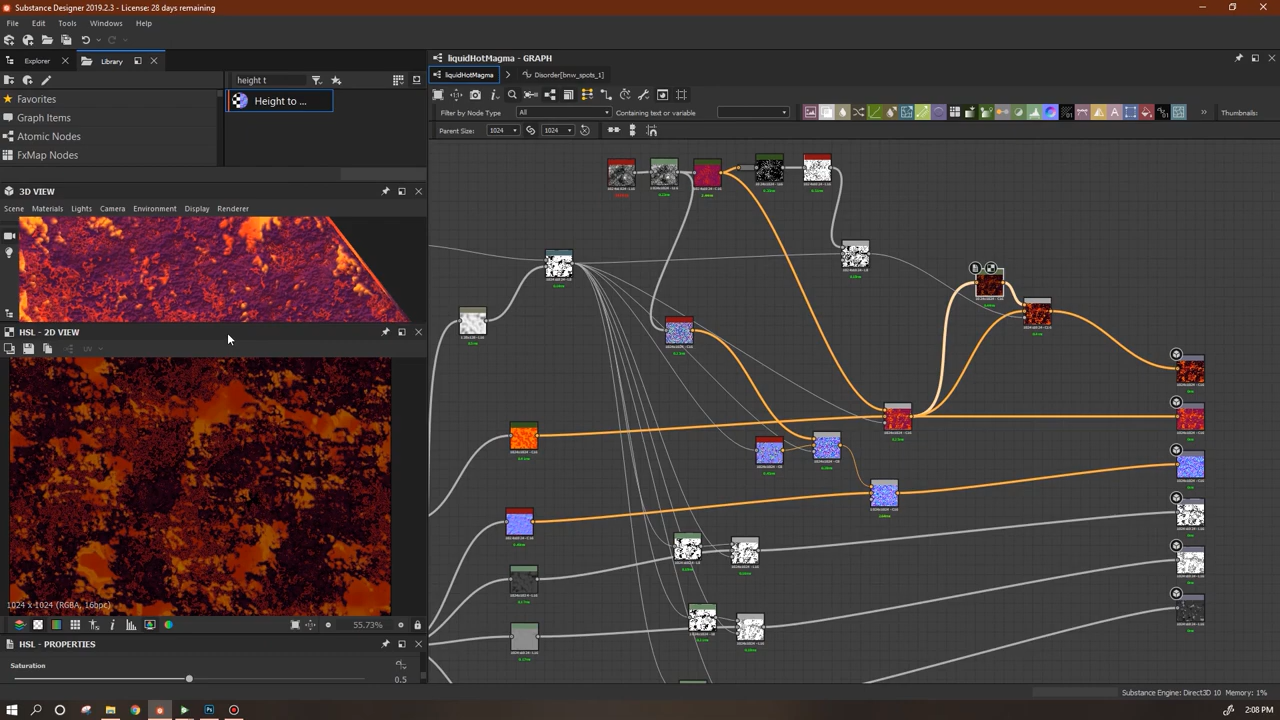 Substance Designer 2019.2.3 - License: 28 days remaining
File Edit Tools Windows Help
Explorer
Library
height t
Favorites
Graph Items
Atomic Nodes
FxMap Nodes
Height to ...
3D VIEW
Scene Materials Lights Camera Environment Display Renderer
HSL - 2D VIEW
UV
1024 x 1024 (RGBA, 16bpc)
55.73%
HSL - PROPERTIES
Saturation
0.5
liquidHotMagma - GRAPH
liquidHotMagma
Disorder[bnw_spots_1]
Filter by Node Type
All
Containing text or variable
Thumbnails:
Parent Size:
1024
1024
Substance Engine: Direct3D 10 Memory: 1%
2:08 PM